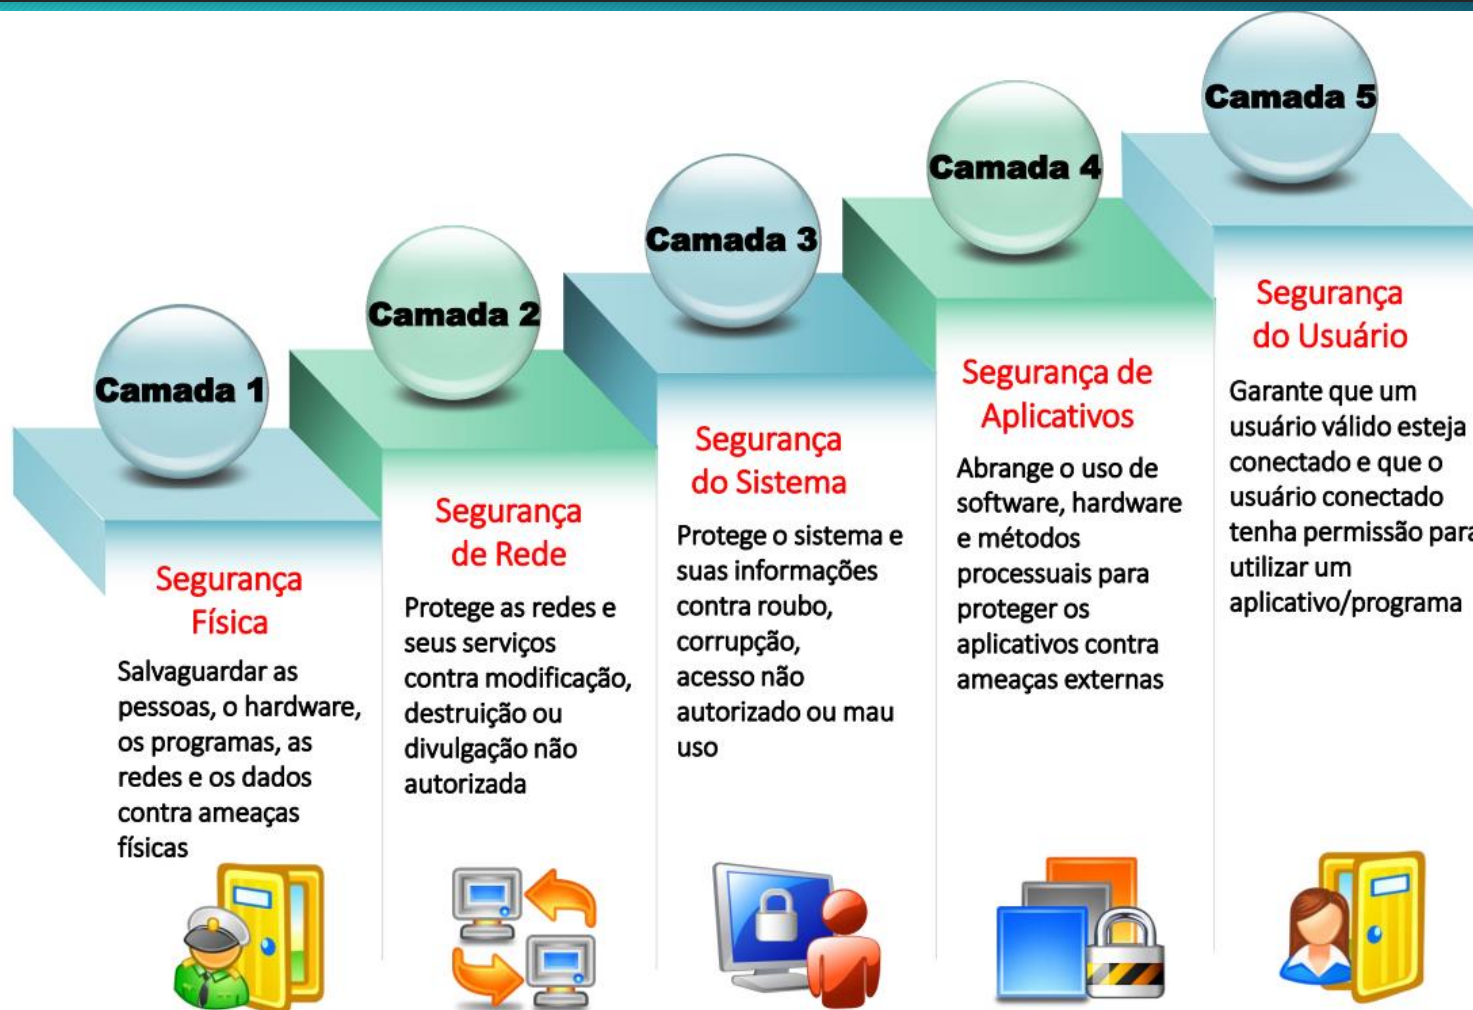 Camada 1
Segurança
Física
Salvaguardar as
pessoas, o hardware,
os programas, as
redes e os dados
contra ameaças
físicas
Camada 2
Segurança
de Rede
Protege as redes e
seus serviços
contra modificação,
destruição ou
divulgação não
autorizada
Camada 3
Segurança
do Sistema
Protege o sistema e
suas informações
contra roubo,
corrupção,
acesso não
autorizado ou mau
uso
Camada 4
Segurança de
Aplicativos
Abrange o uso de
software, hardware
e métodos
processuais para
proteger os
aplicativos contra
ameaças externas
Camada 5
Segurança
do Usuário
Garante que um
usuário válido esteja
conectado e que o
usuário conectado
tenha permissão para
utilizar um
aplicativo/programa